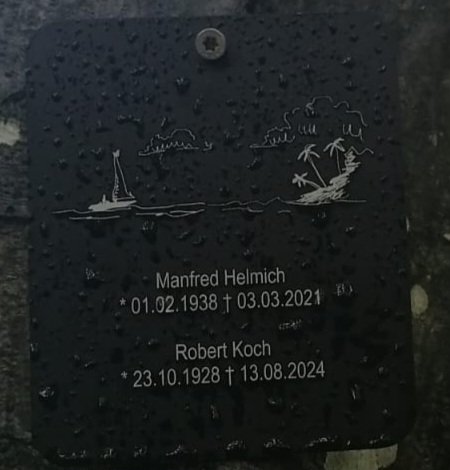 Manfred Helmich
* 01.02.1938 † 03.03.2021
Robert Koch
* 23.10.1928 † 13.08.2024